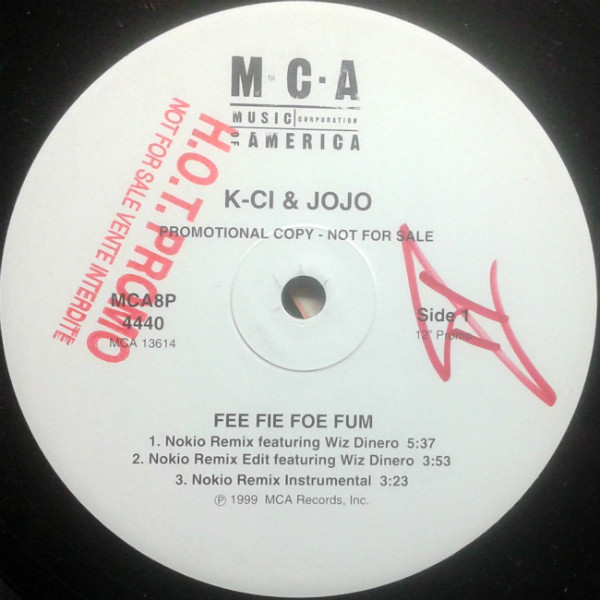 M·C·A
MUSIC CORPORATION
OF AMERICA
H.O.T. PROMO
NOT FOR SALE VENTE INTERDITE
K-CI & JOJO
PROMOTIONAL COPY - NOT FOR SALE
MCA8P
4440
MCA 13614
Side 1
12" Promo
FEE FIE FOE FUM
1. Nokio Remix featuring Wiz Dinero 5:37
2. Nokio Remix Edit featuring Wiz Dinero 3:53
3. Nokio Remix Instrumental 3:23
℗ 1999 MCA Records, Inc.